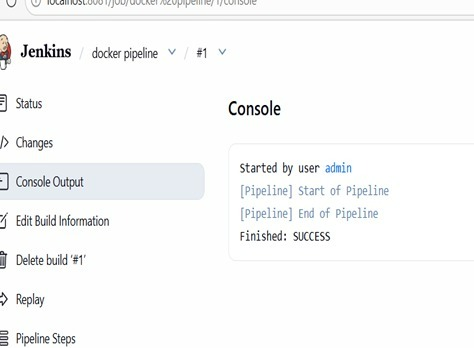 localhost:8081/job/docker%20pipeline/1/console
Jenkins / docker pipeline / #1
Status
Changes
Console Output
Edit Build Information
Delete build '#1'
Replay
Pipeline Steps
Console
Started by user admin
[Pipeline] Start of Pipeline
[Pipeline] End of Pipeline
Finished: SUCCESS